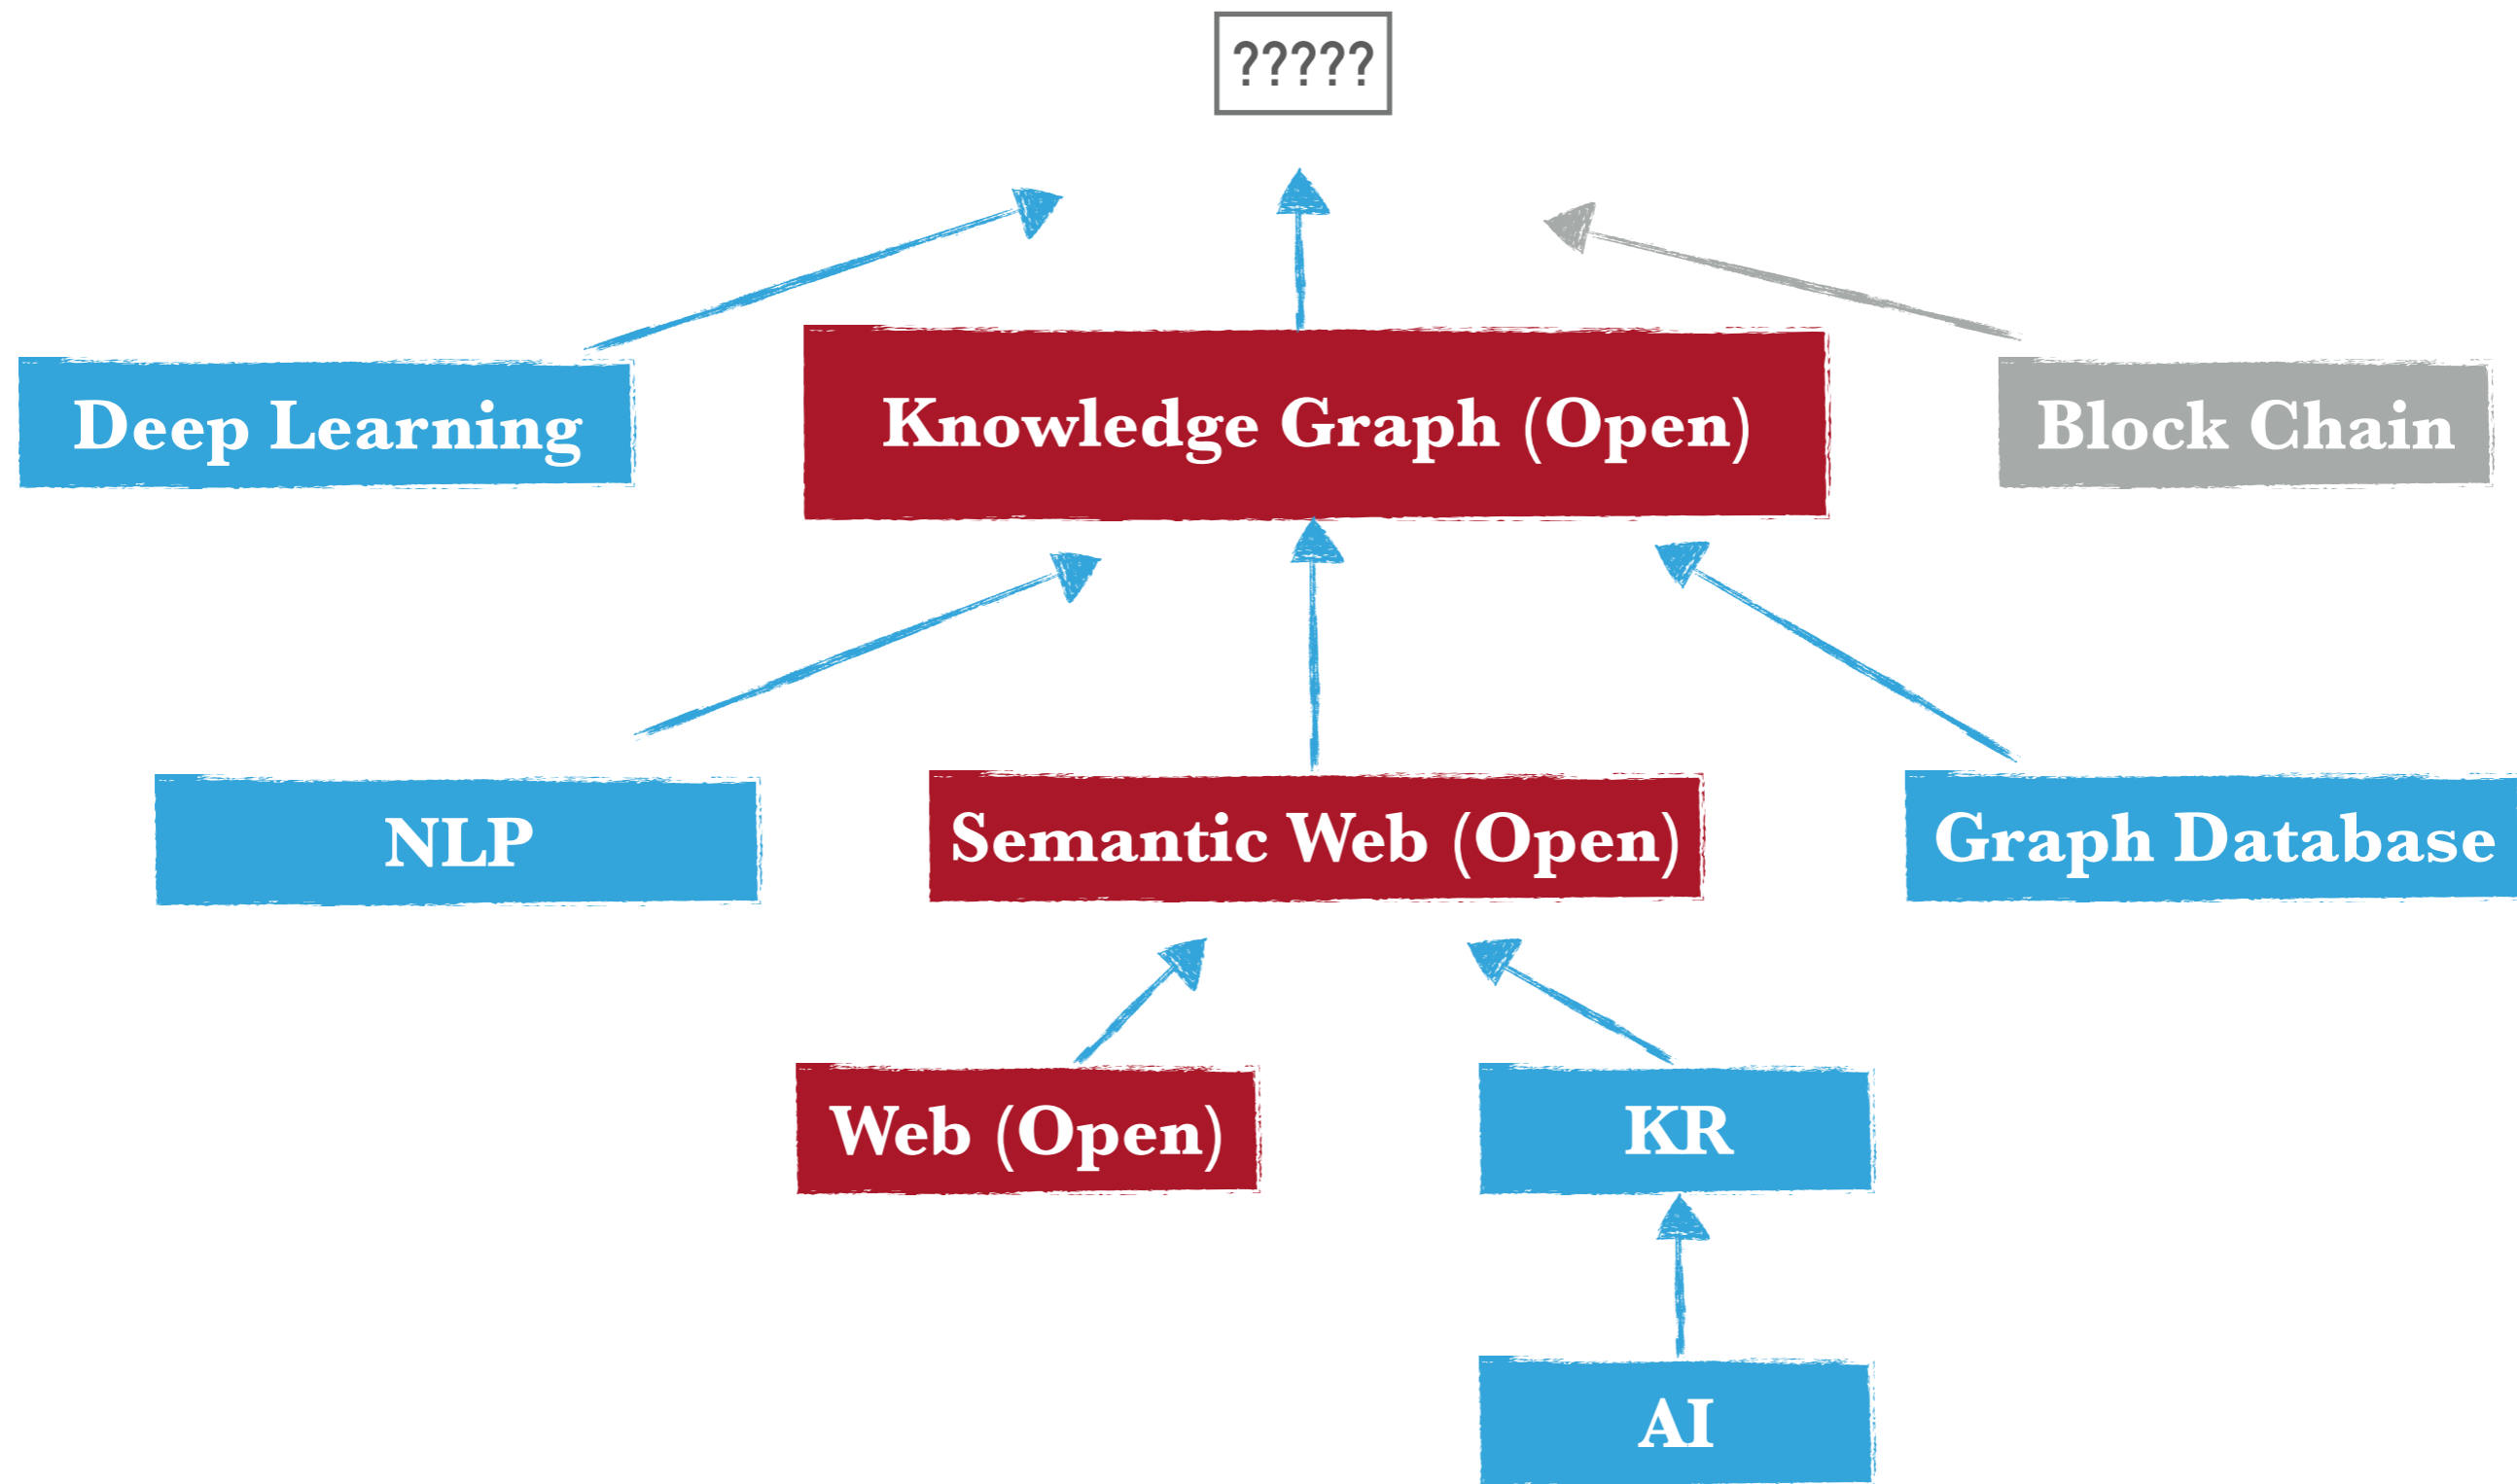 ?????
Deep Learning
Knowledge Graph (Open)
Block Chain
NLP
Semantic Web (Open)
Graph Database
Web (Open)
KR
AI